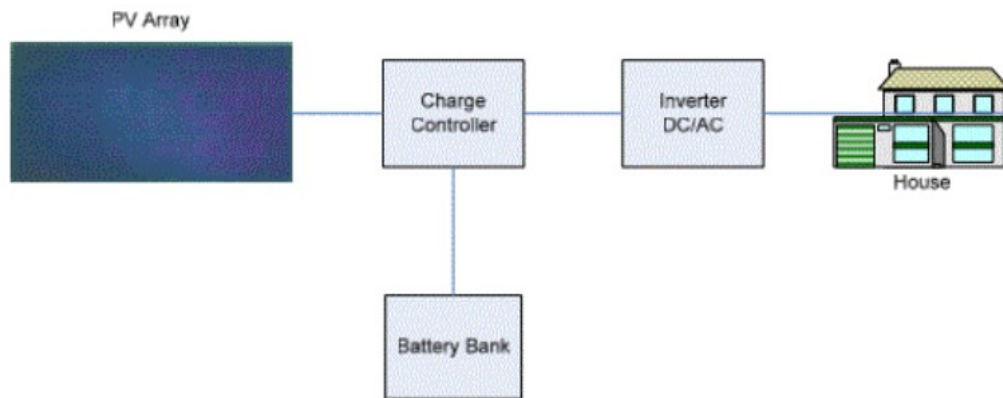 PV Array
Charge
Controller
Inverter
DC/AC
House
Battery Bank